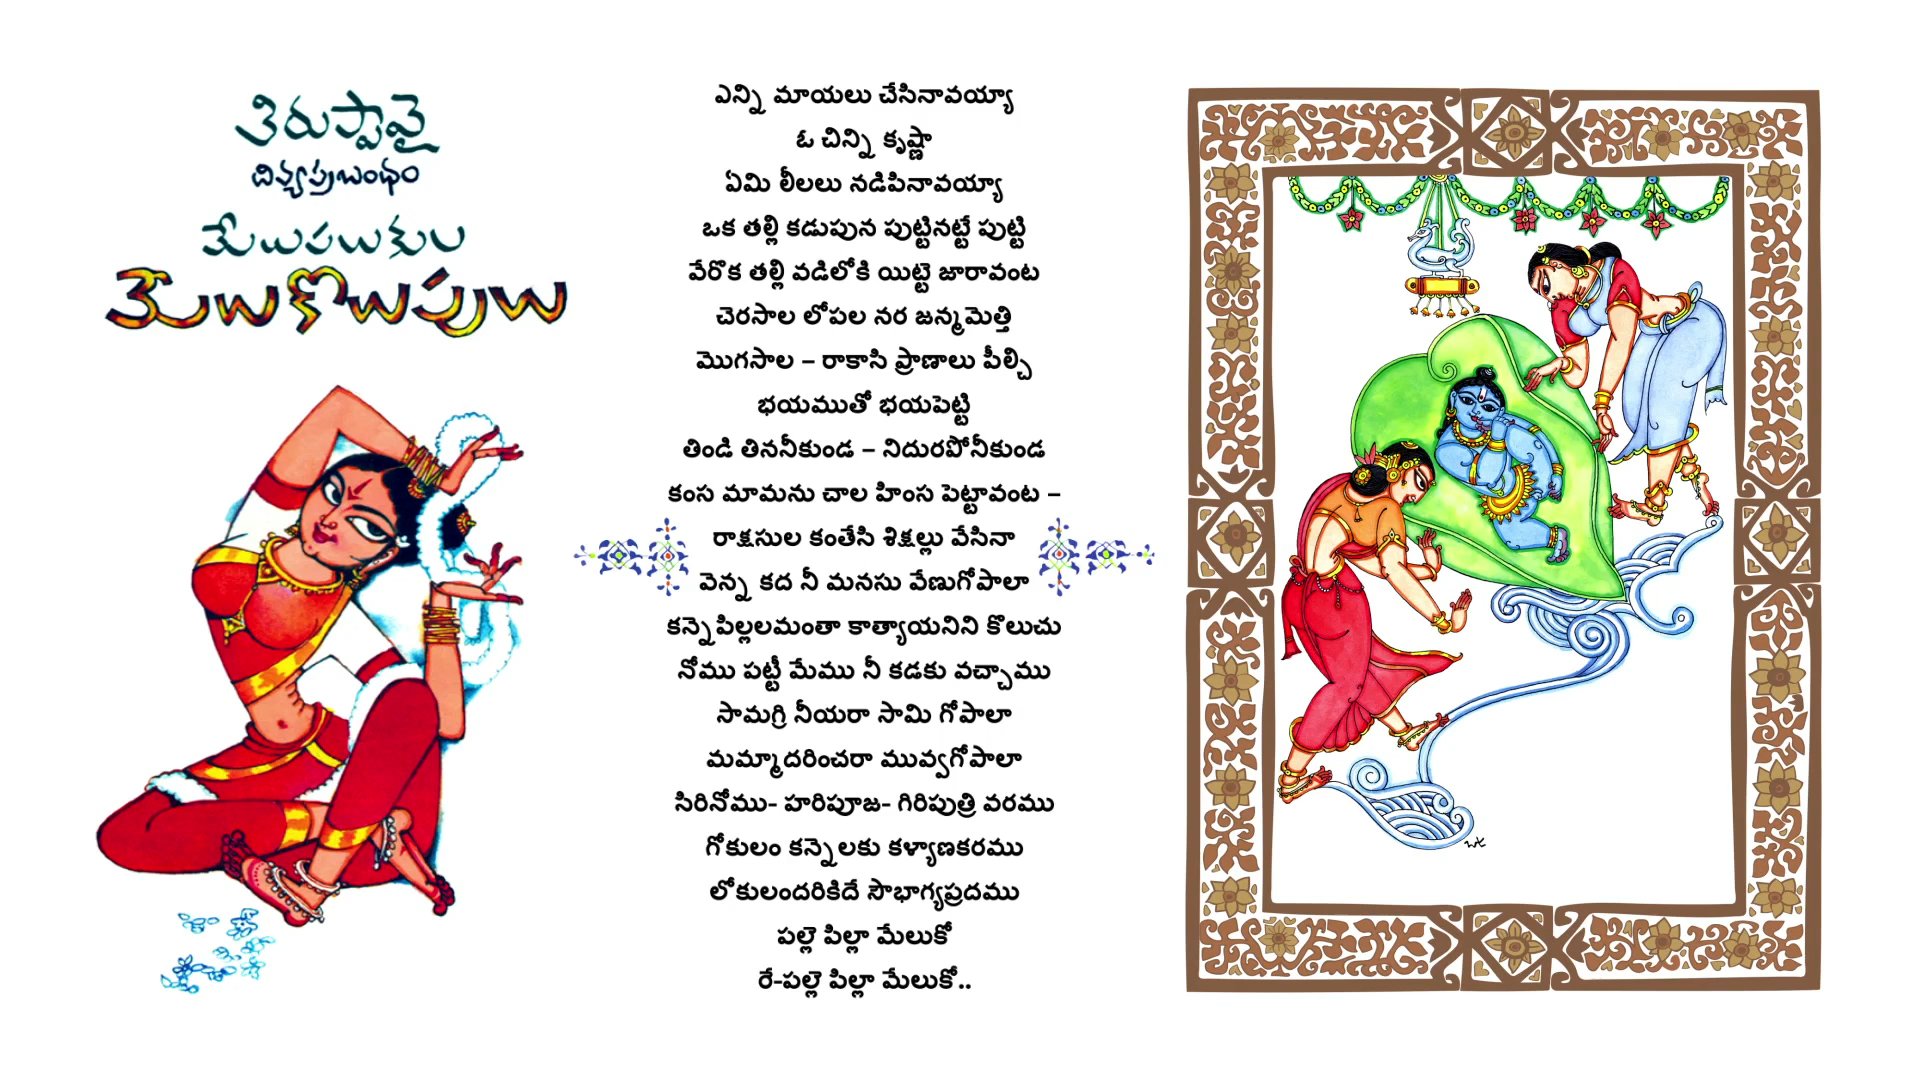 తిరుప్పావై
దివ్యప్రబంధం
మేలుపలుకుల
మేలుకొలుపులు
ఎన్ని మాయలు చేసినావయ్యా
ఓ చిన్ని కృష్ణా
ఏమి లీలలు నడిపినావయ్యా
ఒక తల్లి కడుపున పుట్టినట్టే పుట్టి
వేరొక తల్లి వడిలోకి యిట్టె జారావంట
చెరసాల లోపల నర జన్మమెత్తి
మొగసాల – రాకాసి ప్రాణాలు పీల్చి
భయముతో భయపెట్టి
తిండి తిననీకుండ – నిదురపోనీకుండ
కంస మామను చాల హింస పెట్టావంట –
రాక్షసుల కంతేసి శిక్షల్లు వేసినా
వెన్న కద నీ మనసు వేణుగోపాలా
కన్నెపిల్లలమంతా కాత్యాయనిని కొలుచు
నోము పట్టీ మేము నీ కడకు వచ్చాము
సామగ్రి నీయరా సామి గోపాలా
మమ్మాదరించరా మువ్వగోపాలా
సిరినోము- హరిపూజ- గిరిపుత్రి వరము
గోకులం కన్నెలకు కళ్యాణకరము
లోకులందరికిదే సౌభాగ్యప్రదము
పల్లె పిల్లా మేలుకో
రే-పల్లె పిల్లా మేలుకో..